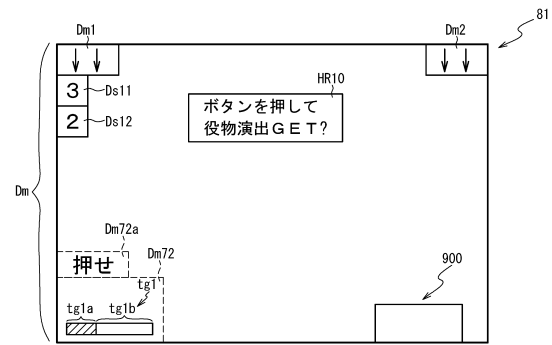 Dm1
Dm2
81
HR10
3
Ds11
ボタンを押して
役物演出GET?
2
Ds12
Dm
Dm72a
押せ
Dm72
tg1
900
tg1a
tg1b